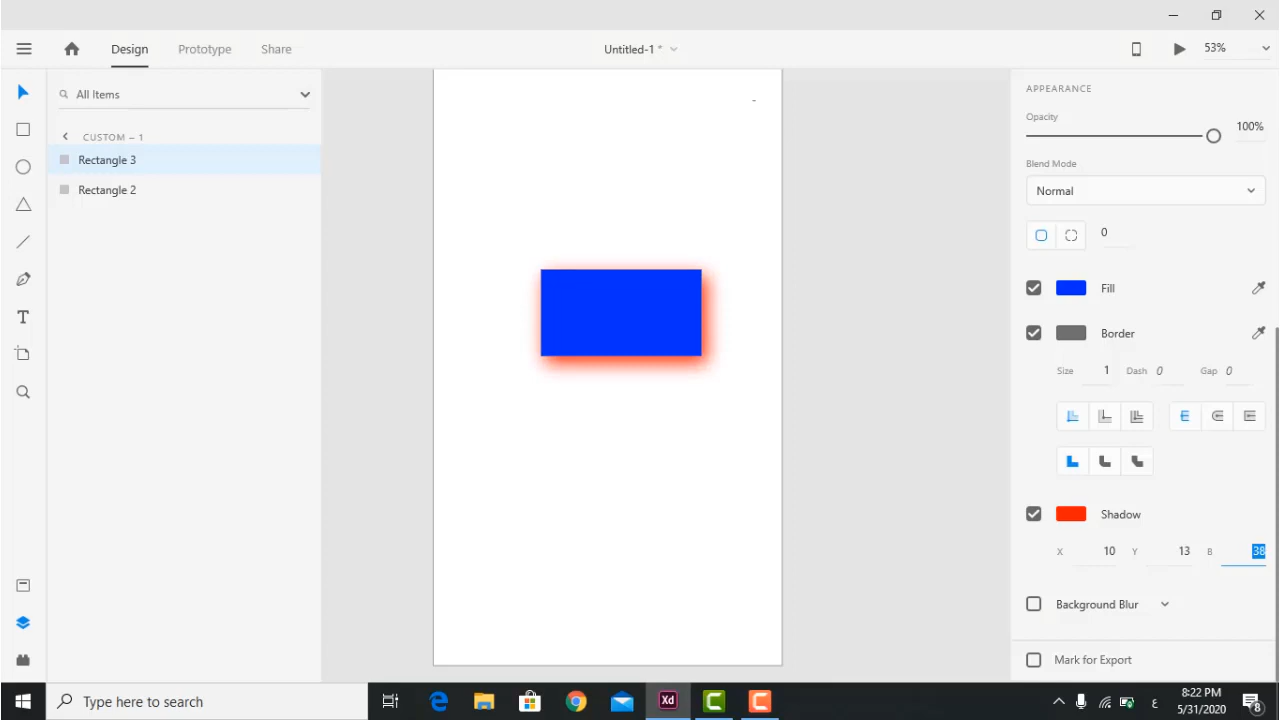 Design
Prototype
Share
Untitled-1 *
53%
All Items
CUSTOM – 1
Rectangle 3
Rectangle 2
APPEARANCE
Opacity
100%
Blend Mode
Normal
0
Fill
Border
Size 1 Dash 0 Gap 0
Shadow
X 10 Y 13 B 38
Background Blur
Mark for Export
T
Type here to search
Xd
ع
8:22 PM
5/31/2020
8